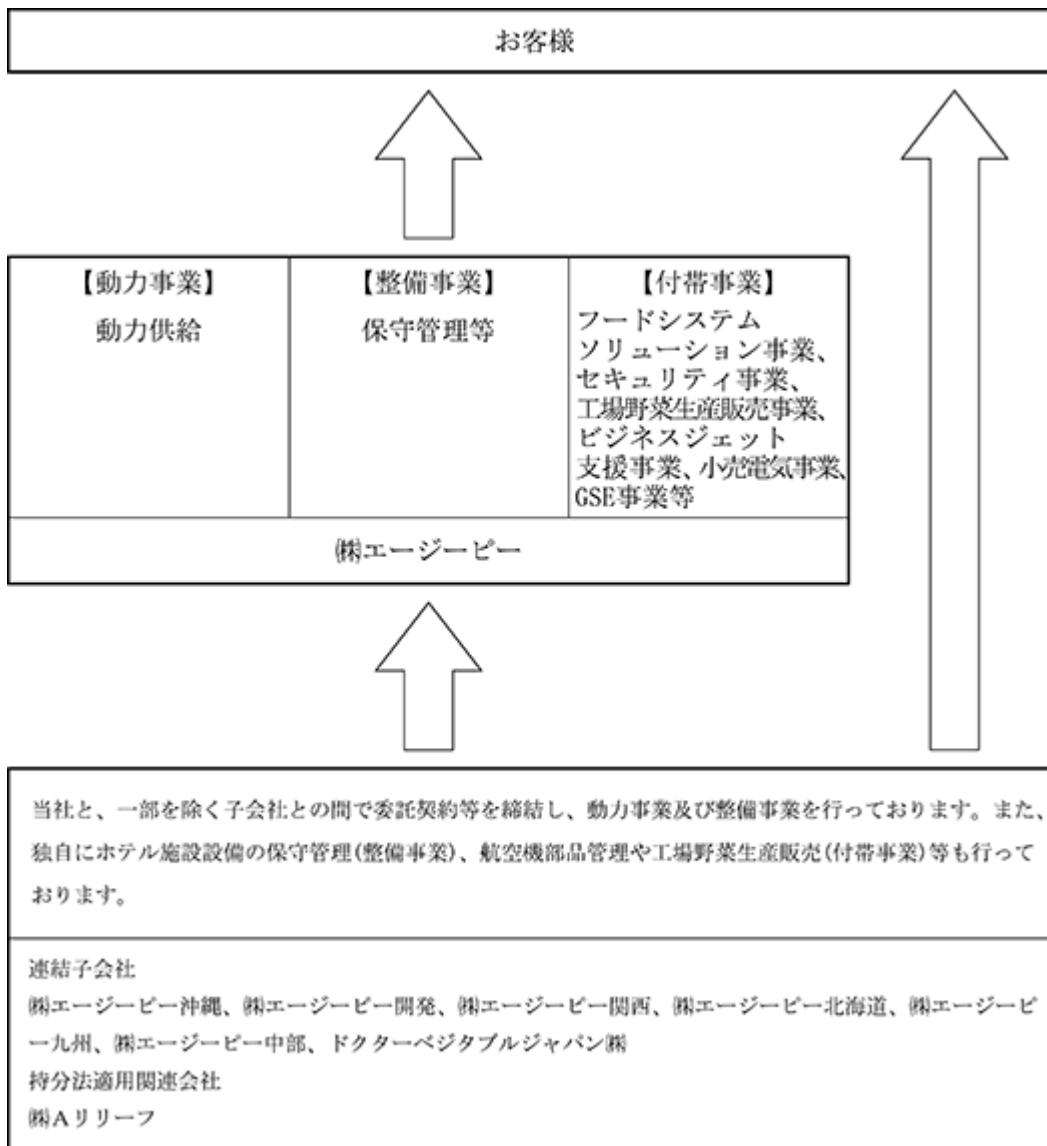 お客様
【動力事業】
動力供給
【整備事業】
保守管理等
【付帯事業】
フードシステム
ソリューション事業、
セキュリティ事業、
工場野菜生産販売事業、
ビジネスジェット
支援事業、小売電気事業、
GSE事業等
㈱エージーピー
当社と、一部を除く子会社との間で委託契約等を締結し、動力事業及び整備事業を行っております。また、
独自にホテル施設設備の保守管理(整備事業)、航空機部品管理や工場野菜生産販売(付帯事業)等も行って
おります。
連結子会社
㈱エージーピー沖縄、㈱エージーピー開発、㈱エージーピー関西、㈱エージーピー北海道、㈱エージーピ
ー九州、㈱エージーピー中部、ドクターベジタブルジャパン㈱
持分法適用関連会社
㈱Aリリーフ